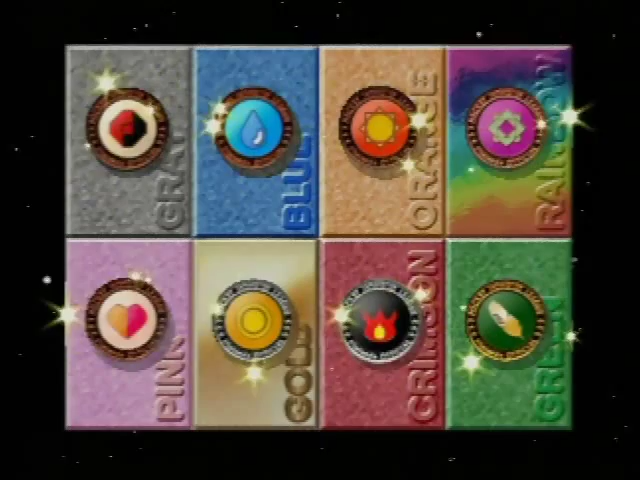 GRAY
BLUE
ORANGE
RAINBOW
PINK
GOLD
CRIMSON
GREEN